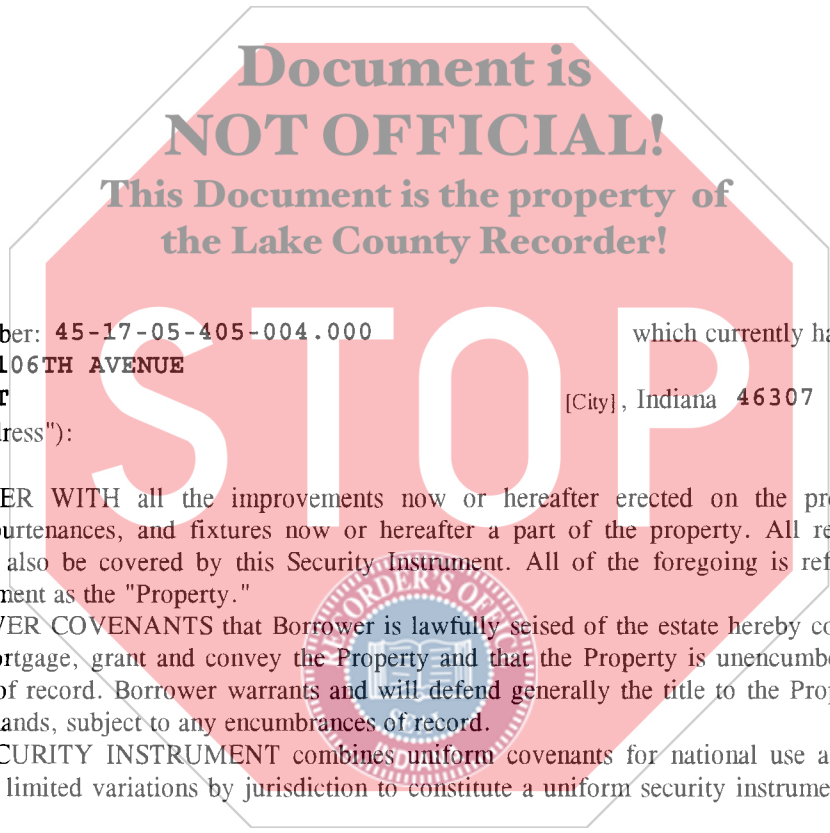 Document is
NOT OFFICIAL!
This Document is the property of
the Lake County Recorder!
STOP
ber: 45-17-05-405-004.000 which currently ha
106TH AVENUE
[City], Indiana 46307
ress"):
ER WITH all the improvements now or hereafter erected on the pro
urtenances, and fixtures now or hereafter a part of the property. All re
also be covered by this Security Instrument. All of the foregoing is ref
ment as the "Property."
VER COVENANTS that Borrower is lawfully seised of the estate hereby co
ortgage, grant and convey the Property and that the Property is unencumbe
of record. Borrower warrants and will defend generally the title to the Prop
ands, subject to any encumbrances of record.
CURITY INSTRUMENT combines uniform covenants for national use a
limited variations by jurisdiction to constitute a uniform security instrume
RECORDER'S OFFICE
INDIANA